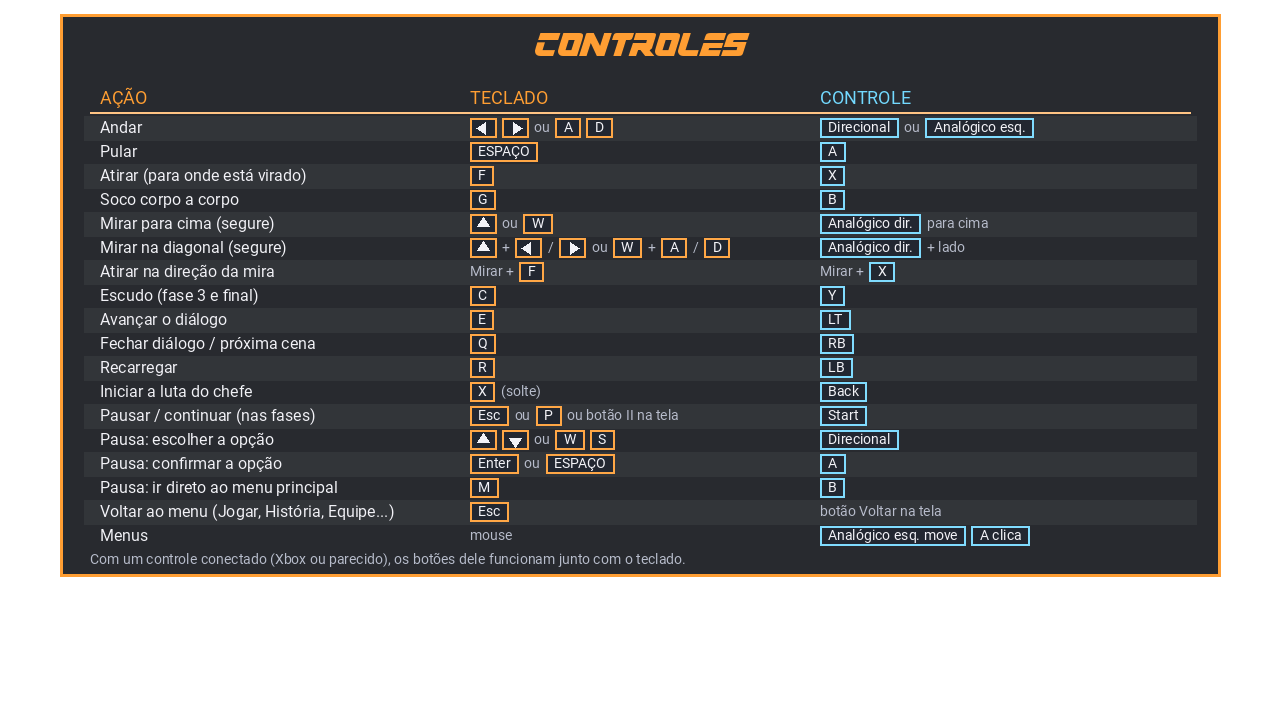 CONTROLES
AÇÃO TECLADO CONTROLE
Andar ◀ ▶ ou A D Direcional ou Analógico esq.
Pular ESPAÇO A
Atirar (para onde está virado) F X
Soco corpo a corpo G B
Mirar para cima (segure) ▲ ou W Analógico dir. para cima
Mirar na diagonal (segure) ▲ + ◀ / ▶ ou W + A / D Analógico dir. + lado
Atirar na direção da mira Mirar + F Mirar + X
Escudo (fase 3 e final) C Y
Avançar o diálogo E LT
Fechar diálogo / próxima cena Q RB
Recarregar R LB
Iniciar a luta do chefe X (solte) Back
Pausar / continuar (nas fases) Esc ou P ou botão II na tela Start
Pausa: escolher a opção ▲ ▼ ou W S Direcional
Pausa: confirmar a opção Enter ou ESPAÇO A
Pausa: ir direto ao menu principal M B
Voltar ao menu (Jogar, História, Equipe...) Esc botão Voltar na tela
Menus mouse Analógico esq. move A clica
Com um controle conectado (Xbox ou parecido), os botões dele funcionam junto com o teclado.